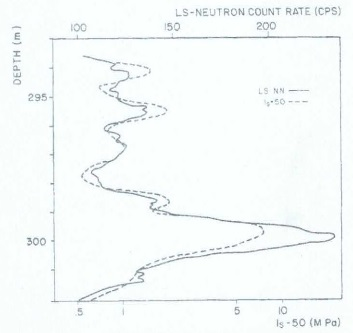 LS-NEUTRON COUNT RATE (CPS)
100 150 200
DEPTH (m)
295
LS NN
Is-50
300
.5 1 5 10
Is-50 (M Pa)